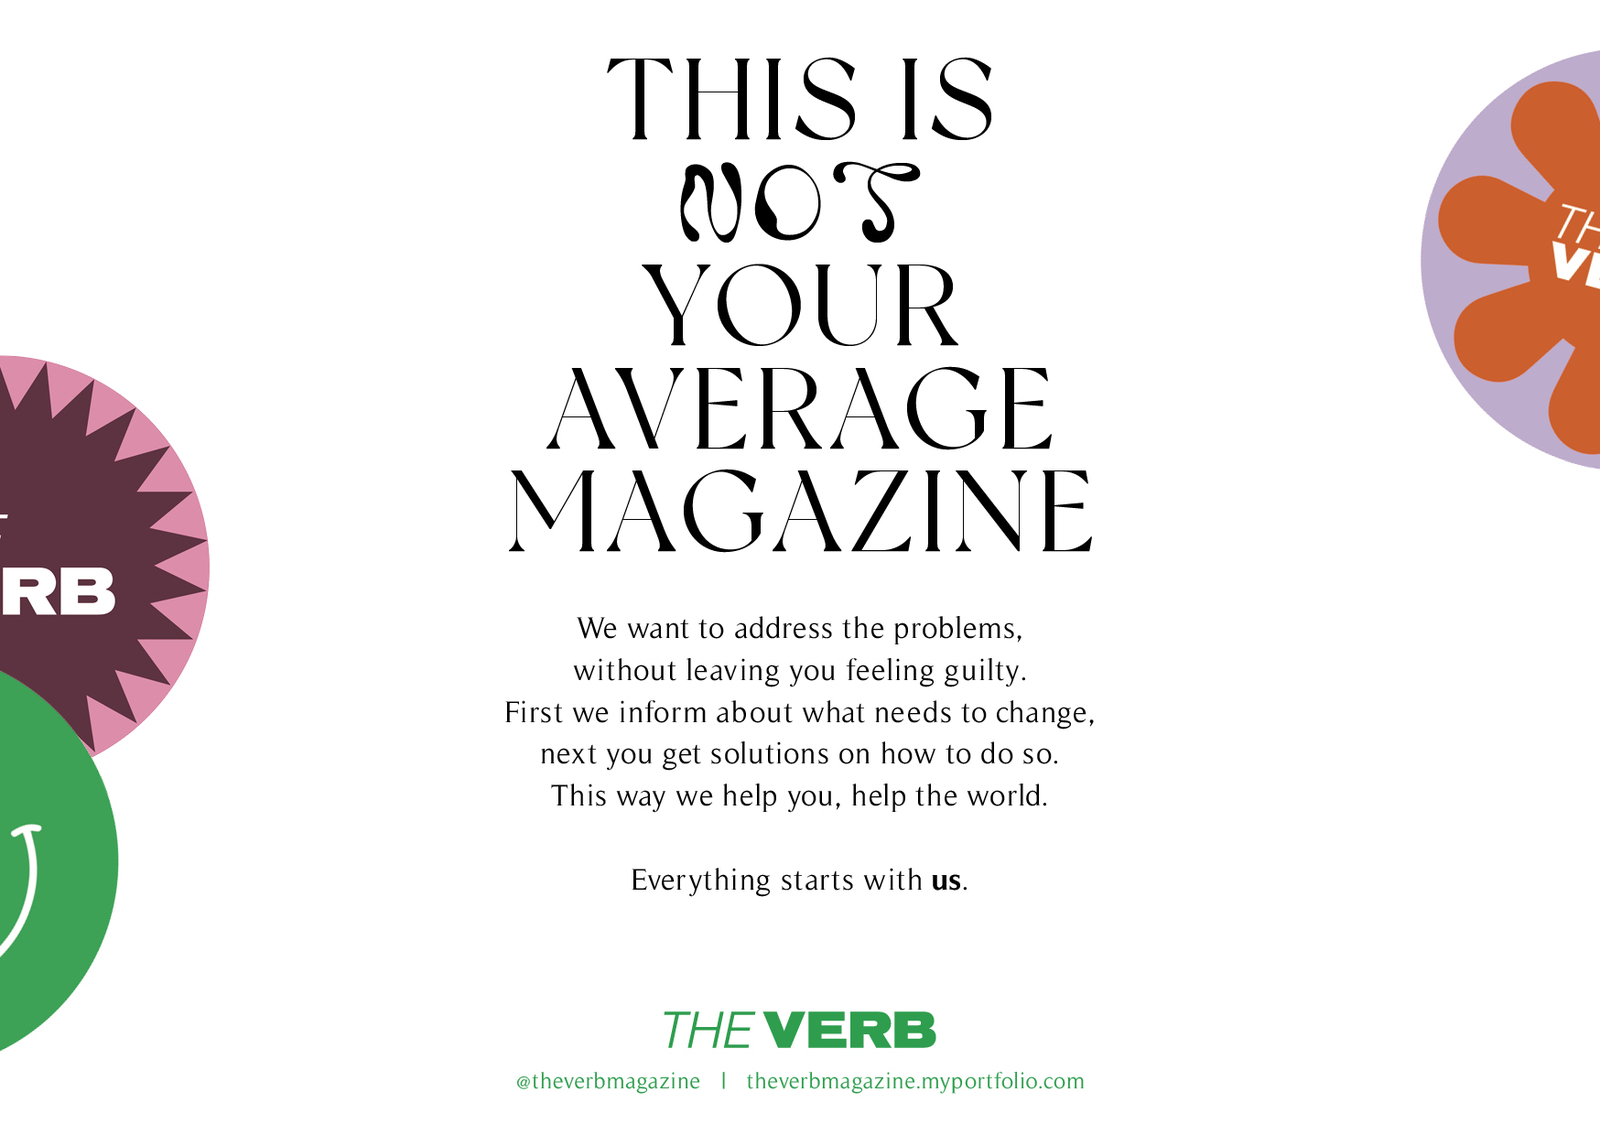 THIS IS
NOT
YOUR
AVERAGE
MAGAZINE
We want to address the problems,
without leaving you feeling guilty.
First we inform about what needs to change,
next you get solutions on how to do so.
This way we help you, help the world.
Everything starts with us.
THE VERB
@theverbmagazine | theverbmagazine.myportfolio.com
RB
TH
VE